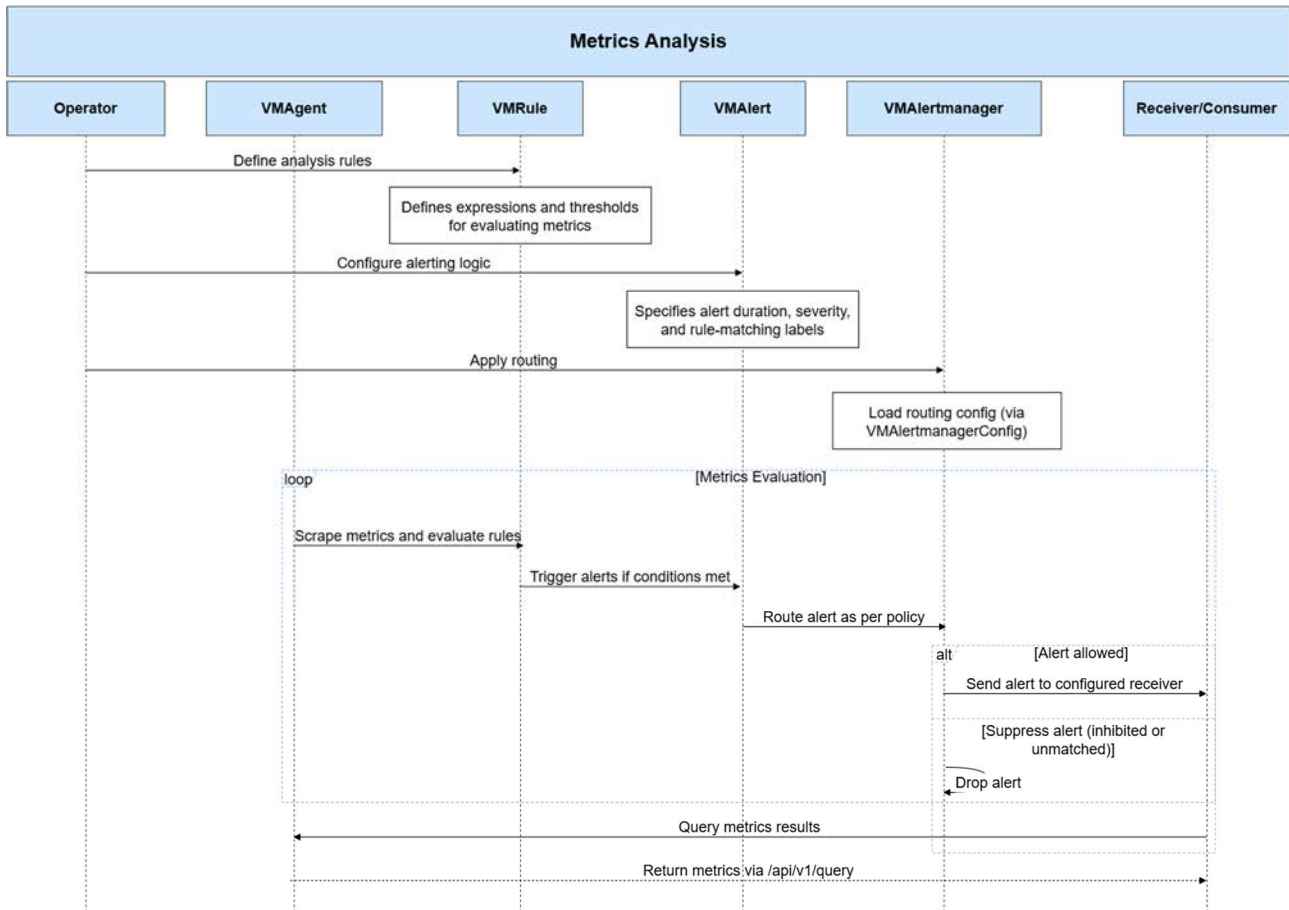 Metrics Analysis
Operator
VMAgent
VMRule
VMAlert
VMAlertmanager
Receiver/Consumer
Define analysis rules
Defines expressions and thresholds
for evaluating metrics
Configure alerting logic
Specifies alert duration, severity,
and rule-matching labels
Apply routing
Load routing config (via
VMAlertmanagerConfig)
loop
[Metrics Evaluation]
Scrape metrics and evaluate rules
Trigger alerts if conditions met
Route alert as per policy
alt
[Alert allowed]
Send alert to configured receiver
[Suppress alert (inhibited or
unmatched)]
Drop alert
Query metrics results
Return metrics via /api/v1/query